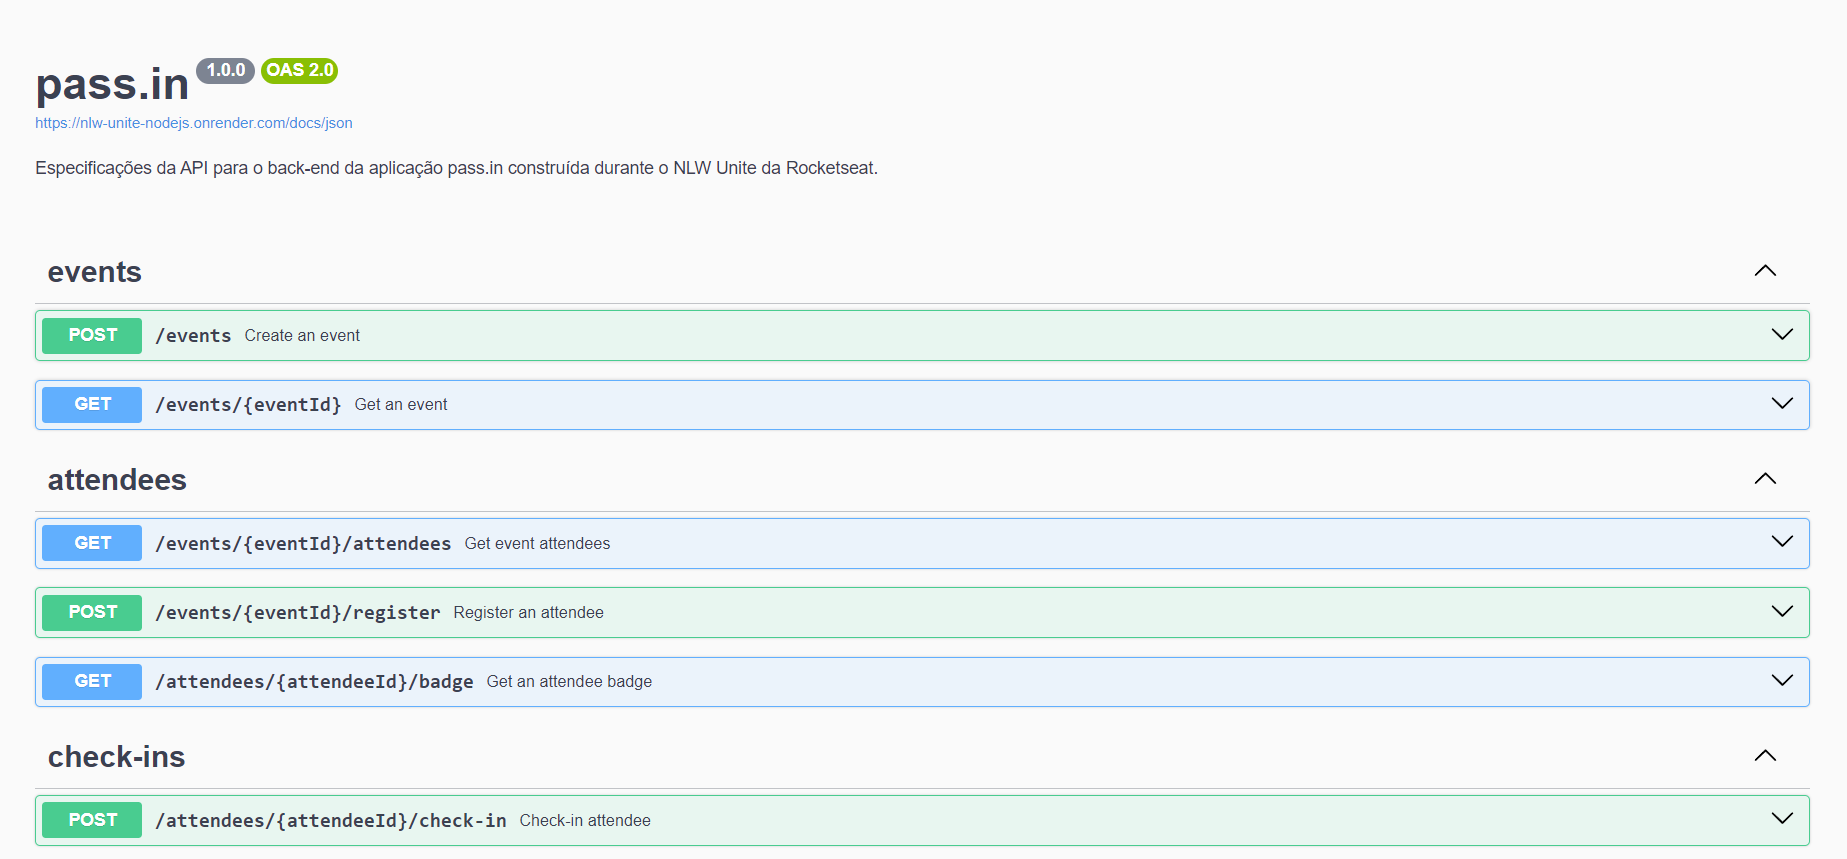 pass.in 1.0.0 OAS 2.0
https://nlw-unite-nodejs.onrender.com/docs/json
Especificações da API para o back-end da aplicação pass.in construída durante o NLW Unite da Rocketseat.
events
POST /events Create an event
GET /events/{eventId} Get an event
attendees
GET /events/{eventId}/attendees Get event attendees
POST /events/{eventId}/register Register an attendee
GET /attendees/{attendeeId}/badge Get an attendee badge
check-ins
POST /attendees/{attendeeId}/check-in Check-in attendee